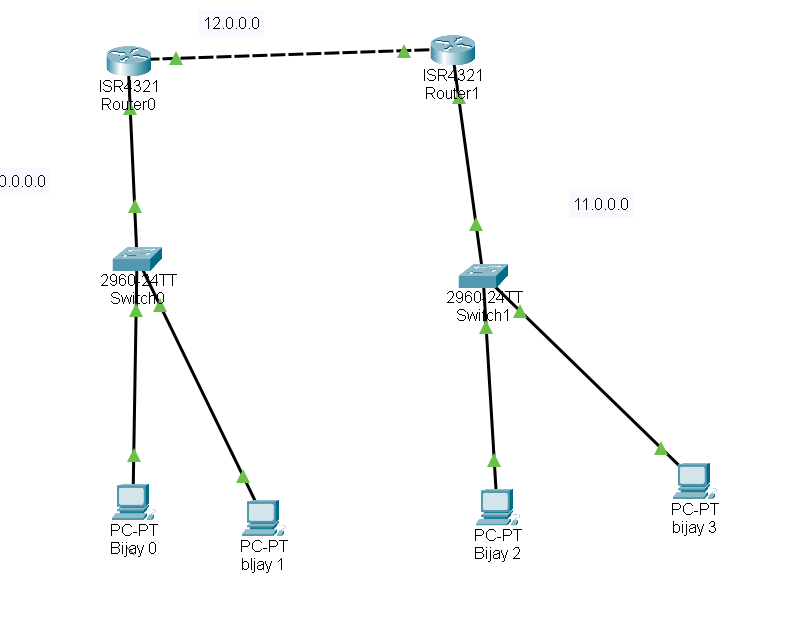 12.0.0.0
ISR4321
Router0
ISR4321
Router1
0.0.0.0
11.0.0.0
2960-24TT
Switch0
2960-24TT
Switch1
PC-PT
Bijay 0
PC-PT
bIjay 1
PC-PT
Bijay 2
PC-PT
bijay 3